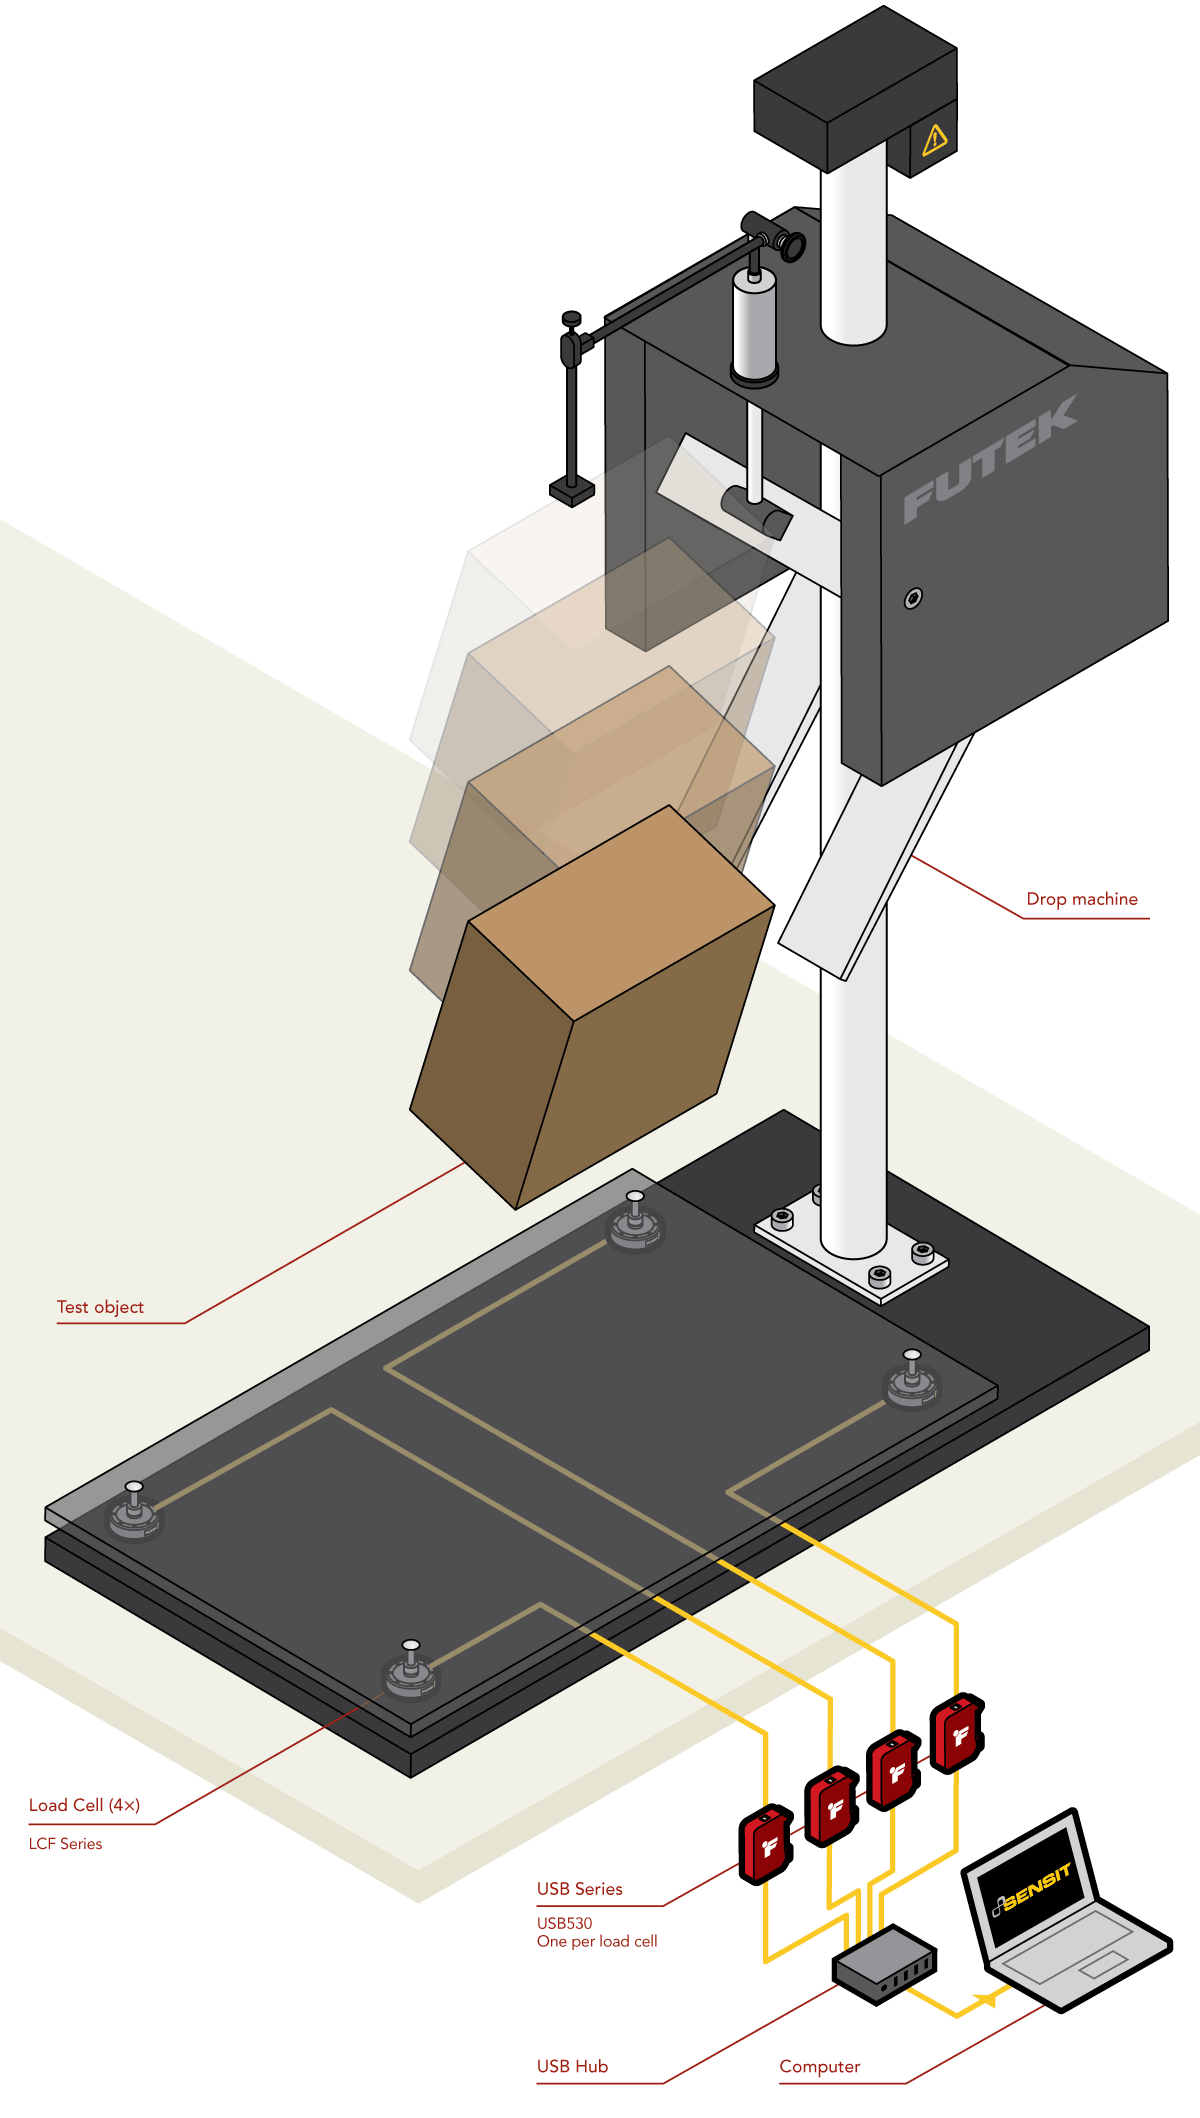 FUTEK
Drop machine
Test object
Load Cell (4×)
LCF Series
USB Series
USB530
One per load cell
SENSIT
USB Hub
Computer